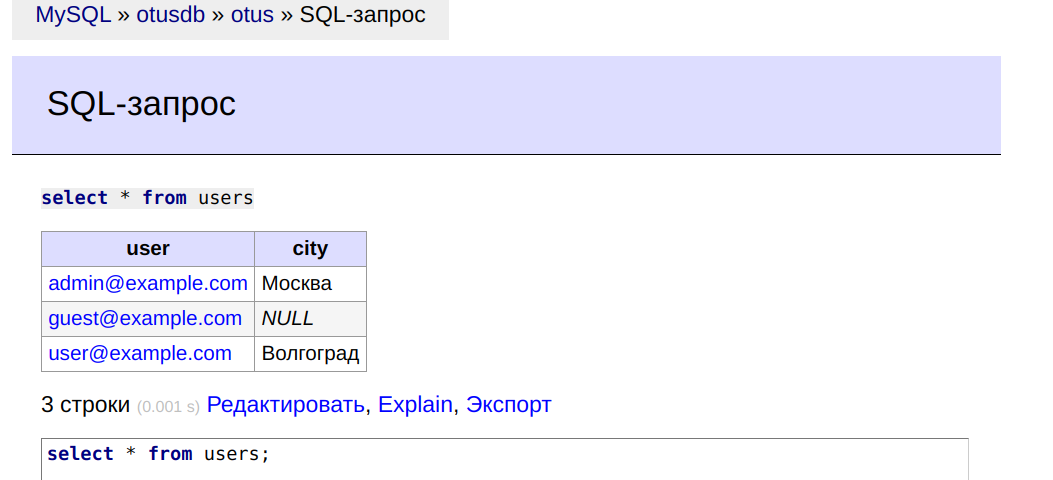 MySQL » otusdb » otus » SQL-запрос
SQL-запрос
select * from users
user city
admin@example.com Москва
guest@example.com NULL
user@example.com Волгоград
3 строки (0.001 s) Редактировать, Explain, Экспорт
select * from users;